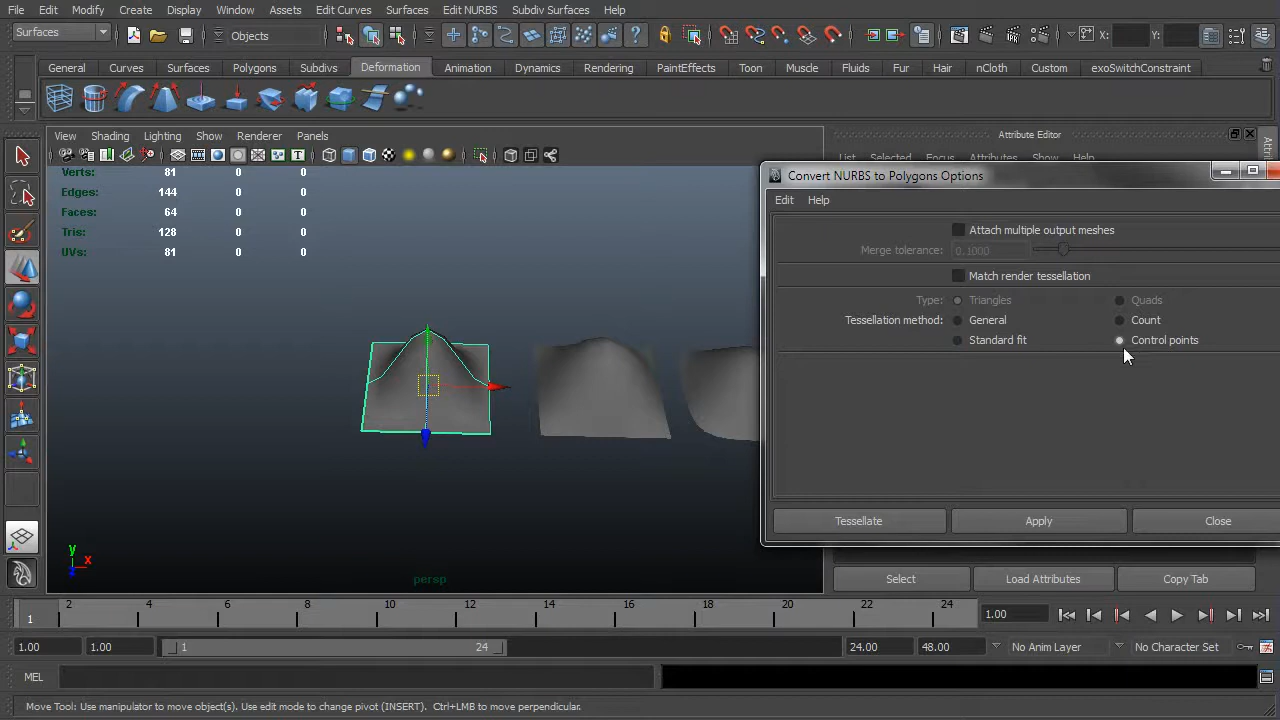 File Edit Modify Create Display Window Assets Edit Curves Surfaces Edit NURBS Subdiv Surfaces Help
Surfaces Objects X: Y:
General Curves Surfaces Polygons Subdivs Deformation Animation Dynamics Rendering PaintEffects Toon Muscle Fluids Fur Hair nCloth Custom exoSwitchConstraint
View Shading Lighting Show Renderer Panels
Attribute Editor
List Selected Focus Attributes Show Help
Verts: 81 0 0
Edges: 144 0 0
Faces: 64 0 0
Tris: 128 0 0
UVs: 81 0 0
Convert NURBS to Polygons Options
Edit Help
Attach multiple output meshes
Merge tolerance: 0.1000
Match render tessellation
Type: Triangles Quads
Tessellation method: General Count
Standard fit Control points
Tessellate Apply Close
y
x
persp
Select Load Attributes Copy Tab
1 2 4 6 8 10 12 14 16 18 20 22 24 1.00
1.00 1.00 1 24 24.00 48.00 No Anim Layer No Character Set
MEL
Move Tool: Use manipulator to move object(s). Use edit mode to change pivot (INSERT). Ctrl+LMB to move perpendicular.